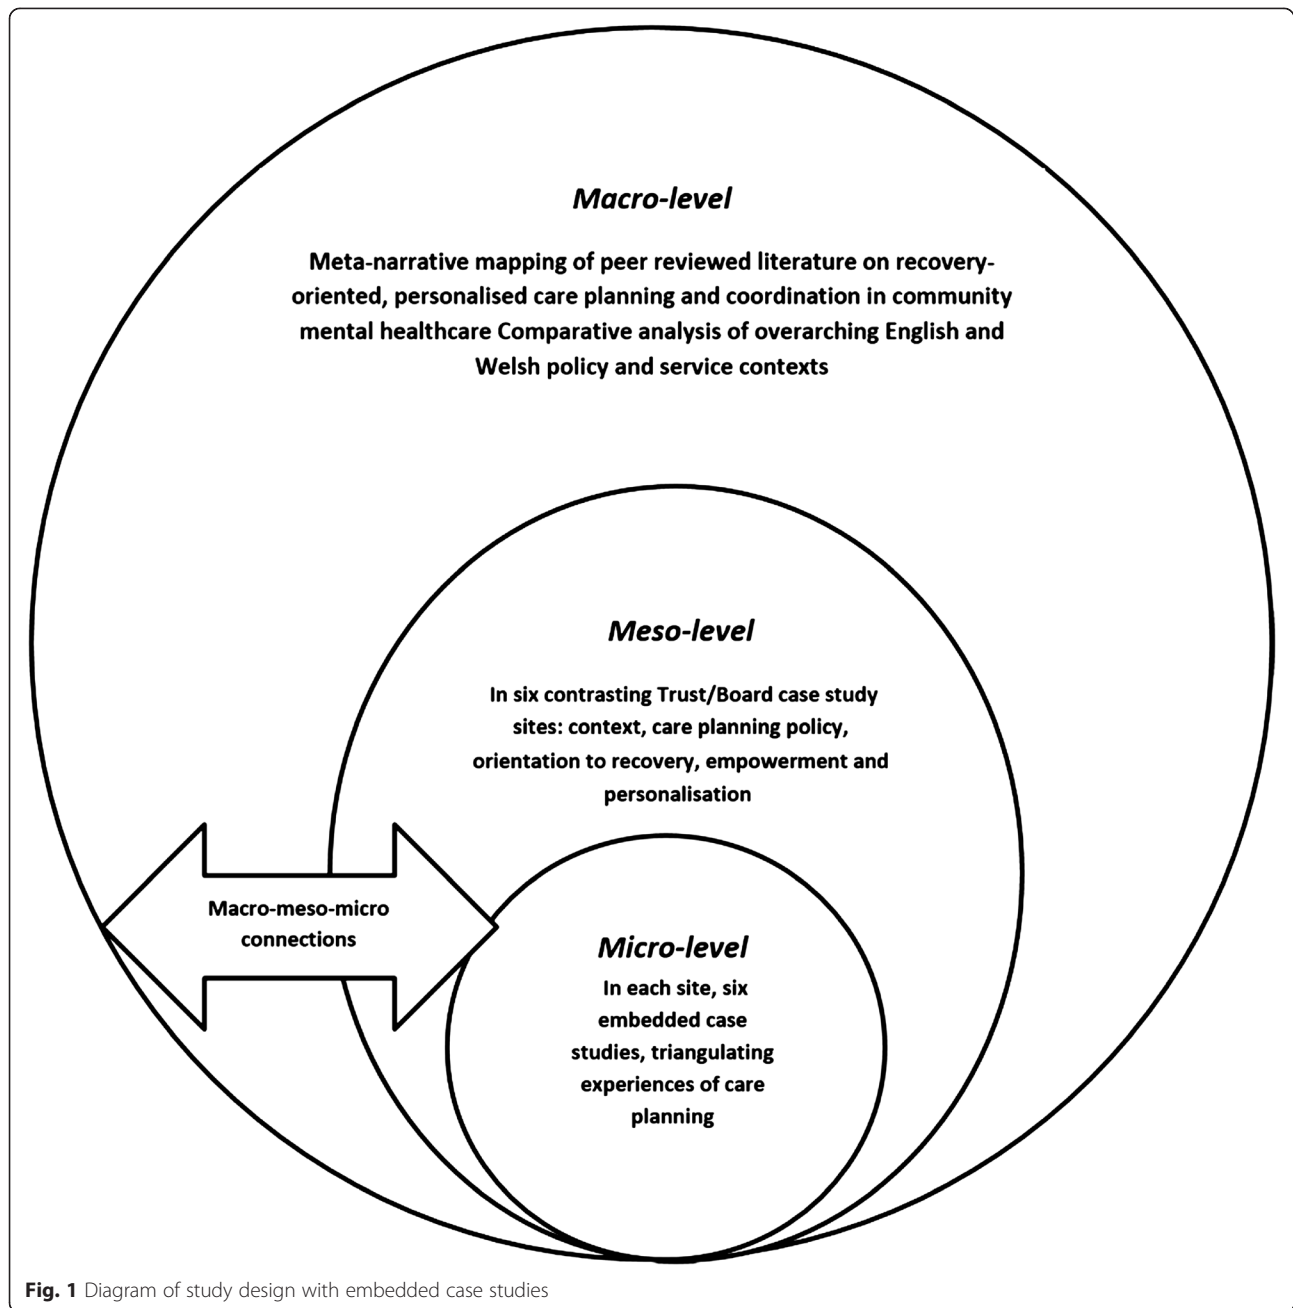 Macro-level
Meta-narrative mapping of peer reviewed literature on recovery-
oriented, personalised care planning and coordination in community
mental healthcare Comparative analysis of overarching English and
Welsh policy and service contexts
Meso-level
In six contrasting Trust/Board case study
sites: context, care planning policy,
orientation to recovery, empowerment and
personalisation
Macro-meso-micro
connections
Micro-level
In each site, six
embedded case
studies, triangulating
experiences of care
planning
Fig. 1 Diagram of study design with embedded case studies